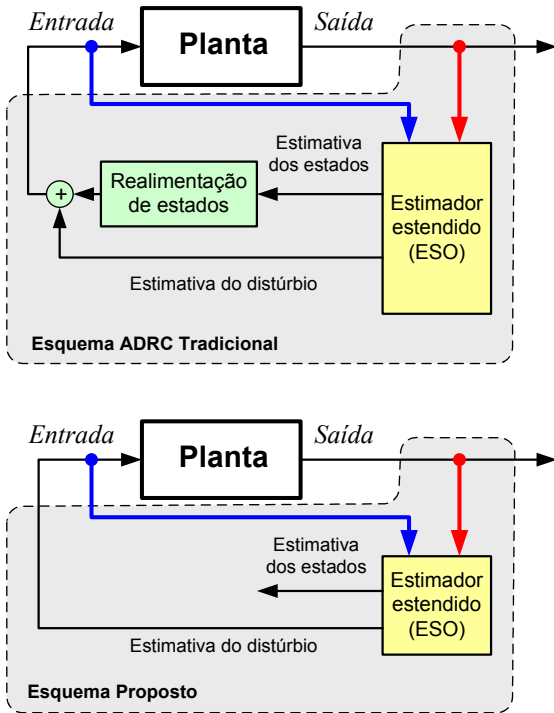 Entrada
Planta
Saída
Estimativa
dos estados
Realimentação
de estados
+
Estimador
estendido
(ESO)
Estimativa do distúrbio
Esquema ADRC Tradicional
Entrada
Planta
Saída
Estimativa
dos estados
Estimador
estendido
(ESO)
Estimativa do distúrbio
Esquema Proposto